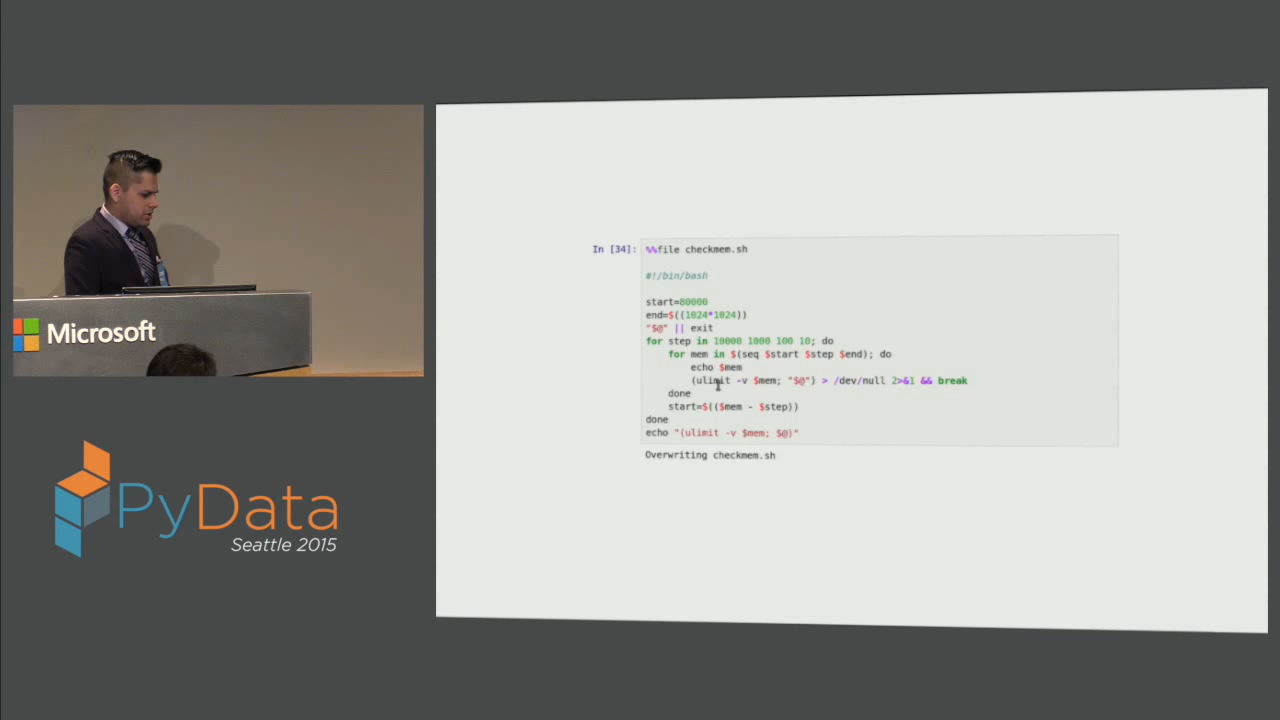 Microsoft
PyData
Seattle 2015
In [34]: %%file checkmem.sh
#!/bin/bash
start=80000
end=$((1024*1024))
"$@" || exit
for step in 10000 1000 100 10; do
for mem in $(seq $start $step $end); do
echo $mem
(ulimit -v $mem; "$@") > /dev/null 2>&1 && break
done
start=$(($mem - $step))
done
echo "(ulimit -v $mem; $@)"
Overwriting checkmem.sh